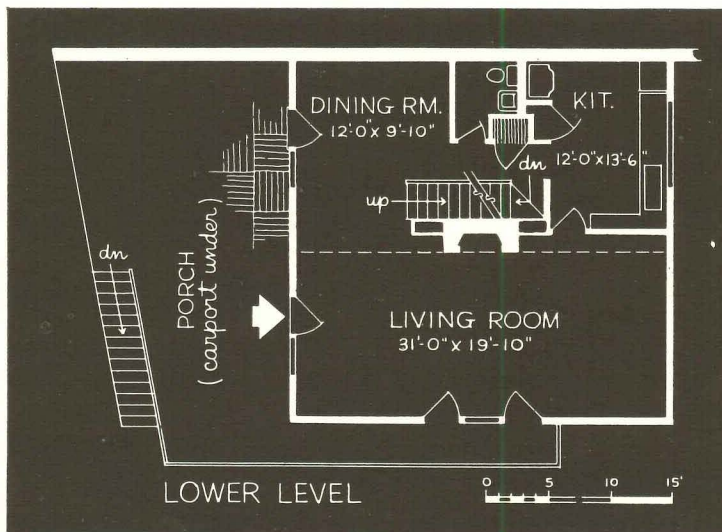 DINING RM.
12'-0" x 9'-10"
KIT.
12'-0" x 13'-6"
dn
up
dn
PORCH
(carport under)
LIVING ROOM
31'-0" x 19'-10"
LOWER LEVEL
0 5 10 15'